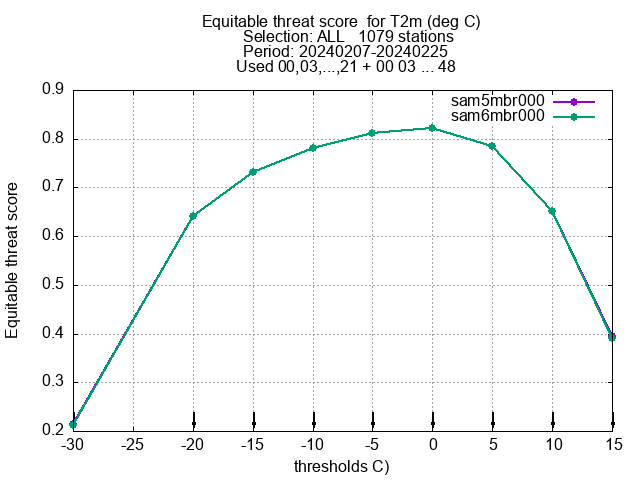 Equitable threat score  for T2m (deg C)
Selection: ALL   1079 stations
Period: 20240207-20240225
Used 00,03,...,21 + 00 03 ... 48
sam5mbr000
sam6mbr000
Equitable threat score
0.9
0.8
0.7
0.6
0.5
0.4
0.3
0.2
-30 -25 -20 -15 -10 -5 0 5 10 15
thresholds C)